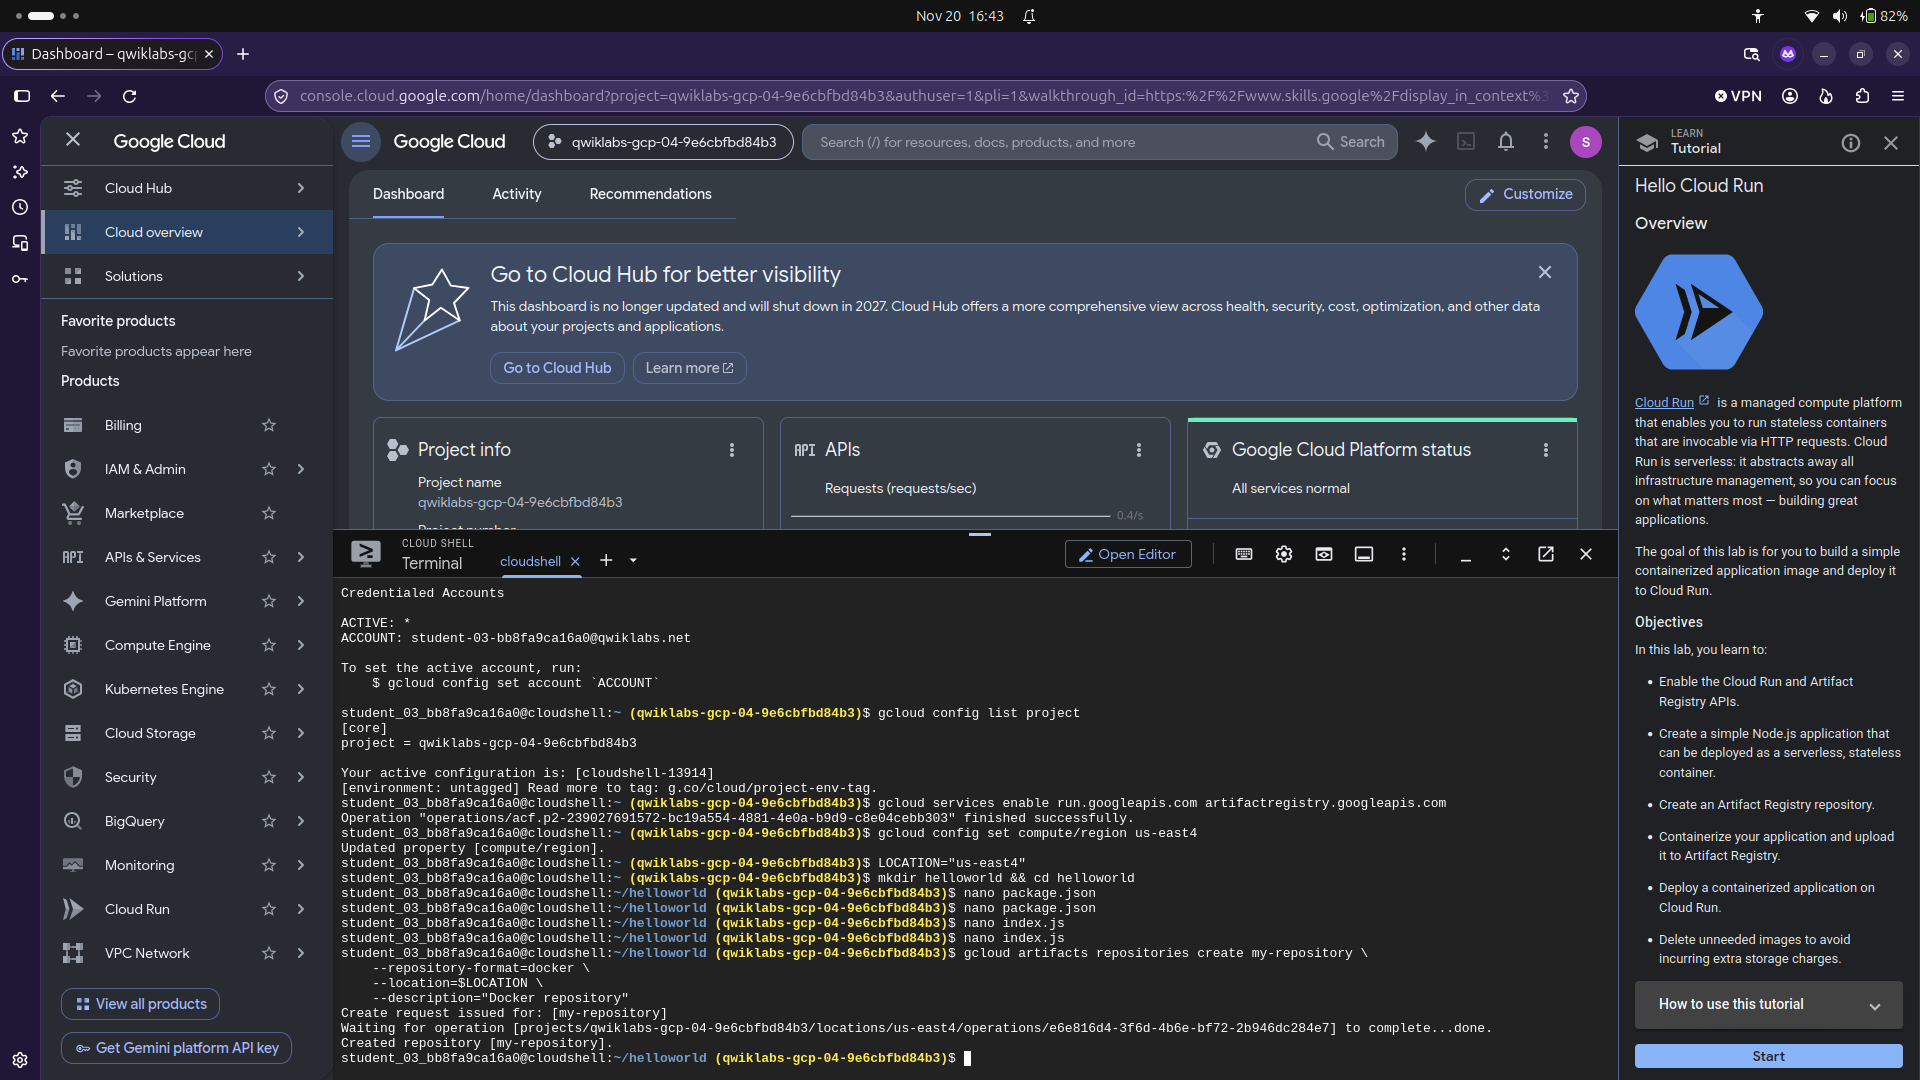 Nov 20 16:43
82%
Dashboard – qwiklabs-gc
console.cloud.google.com/home/dashboard?project=qwiklabs-gcp-04-9e6cbfbd84b3&authuser=1&pli=1&walkthrough_id=https:%2F%2Fwww.skills.google%2Fdisplay_in_context%3
VPN
Google Cloud
Cloud Hub
Cloud overview
Solutions
Favorite products
Favorite products appear here
Products
Billing
IAM & Admin
Marketplace
APIs & Services
Gemini Platform
Compute Engine
Kubernetes Engine
Cloud Storage
Security
BigQuery
Monitoring
Cloud Run
VPC Network
View all products
Get Gemini platform API key
Google Cloud
qwiklabs-gcp-04-9e6cbfbd84b3
Search (/) for resources, docs, products, and more
Search
S
Dashboard
Activity
Recommendations
Customize
Go to Cloud Hub for better visibility
This dashboard is no longer updated and will shut down in 2027. Cloud Hub offers a more comprehensive view across health, security, cost, optimization, and other data
about your projects and applications.
Go to Cloud Hub
Learn more
Project info
Project name
qwiklabs-gcp-04-9e6cbfbd84b3
Project number
API APIs
Requests (requests/sec)
0.4/s
Google Cloud Platform status
All services normal
CLOUD SHELL
Terminal
cloudshell
Open Editor
Credentialed Accounts
ACTIVE: *
ACCOUNT: student-03-bb8fa9ca16a0@qwiklabs.net
To set the active account, run:
$ gcloud config set account `ACCOUNT`
student_03_bb8fa9ca16a0@cloudshell:~ (qwiklabs-gcp-04-9e6cbfbd84b3)$ gcloud config list project
[core]
project = qwiklabs-gcp-04-9e6cbfbd84b3
Your active configuration is: [cloudshell-13914]
[environment: untagged] Read more to tag: g.co/cloud/project-env-tag.
student_03_bb8fa9ca16a0@cloudshell:~ (qwiklabs-gcp-04-9e6cbfbd84b3)$ gcloud services enable run.googleapis.com artifactregistry.googleapis.com
Operation "operations/acf.p2-239027691572-bc19a554-4881-4e0a-b9d9-c8e04cebb303" finished successfully.
student_03_bb8fa9ca16a0@cloudshell:~ (qwiklabs-gcp-04-9e6cbfbd84b3)$ gcloud config set compute/region us-east4
Updated property [compute/region].
student_03_bb8fa9ca16a0@cloudshell:~ (qwiklabs-gcp-04-9e6cbfbd84b3)$ LOCATION="us-east4"
student_03_bb8fa9ca16a0@cloudshell:~ (qwiklabs-gcp-04-9e6cbfbd84b3)$ mkdir helloworld && cd helloworld
student_03_bb8fa9ca16a0@cloudshell:~/helloworld (qwiklabs-gcp-04-9e6cbfbd84b3)$ nano package.json
student_03_bb8fa9ca16a0@cloudshell:~/helloworld (qwiklabs-gcp-04-9e6cbfbd84b3)$ nano package.json
student_03_bb8fa9ca16a0@cloudshell:~/helloworld (qwiklabs-gcp-04-9e6cbfbd84b3)$ nano index.js
student_03_bb8fa9ca16a0@cloudshell:~/helloworld (qwiklabs-gcp-04-9e6cbfbd84b3)$ nano index.js
student_03_bb8fa9ca16a0@cloudshell:~/helloworld (qwiklabs-gcp-04-9e6cbfbd84b3)$ gcloud artifacts repositories create my-repository \
--repository-format=docker \
--location=$LOCATION \
--description="Docker repository"
Create request issued for: [my-repository]
Waiting for operation [projects/qwiklabs-gcp-04-9e6cbfbd84b3/locations/us-east4/operations/e6e816d4-3f6d-4b6e-bf72-2b946dc284e7] to complete...done.
Created repository [my-repository].
student_03_bb8fa9ca16a0@cloudshell:~/helloworld (qwiklabs-gcp-04-9e6cbfbd84b3)$
LEARN
Tutorial
Hello Cloud Run
Overview
Cloud Run is a managed compute platform
that enables you to run stateless containers
that are invocable via HTTP requests. Cloud
Run is serverless: it abstracts away all
infrastructure management, so you can focus
on what matters most — building great
applications.
The goal of this lab is for you to build a simple
containerized application image and deploy it
to Cloud Run.
Objectives
In this lab, you learn to:
• Enable the Cloud Run and Artifact
Registry APIs.
• Create a simple Node.js application that
can be deployed as a serverless, stateless
container.
• Create an Artifact Registry repository.
• Containerize your application and upload
it to Artifact Registry.
• Deploy a containerized application on
Cloud Run.
• Delete unneeded images to avoid
incurring extra storage charges.
How to use this tutorial
Start